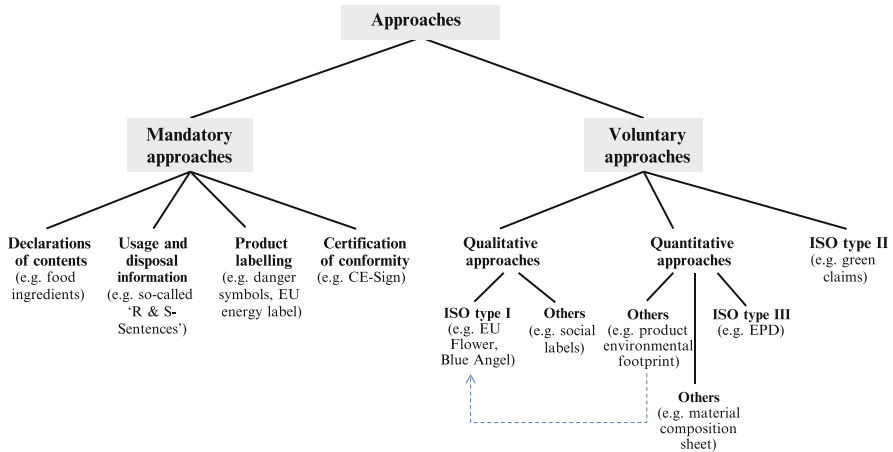 Approaches
Mandatory
approaches
Voluntary
approaches
Declarations
of contents
(e.g. food
ingredients)
Usage and
disposal
information
(e.g. so-called
‘R & S-
Sentences’)
Product
labelling
(e.g. danger
symbols, EU
energy label)
Certification
of conformity
(e.g. CE-Sign)
Qualitative
approaches
Quantitative
approaches
ISO type II
(e.g. green
claims)
ISO type I
(e.g. EU
Flower,
Blue Angel)
Others
(e.g. social
labels)
Others
(e.g. product
environmental
footprint)
ISO type III
(e.g. EPD)
Others
(e.g. material
composition
sheet)